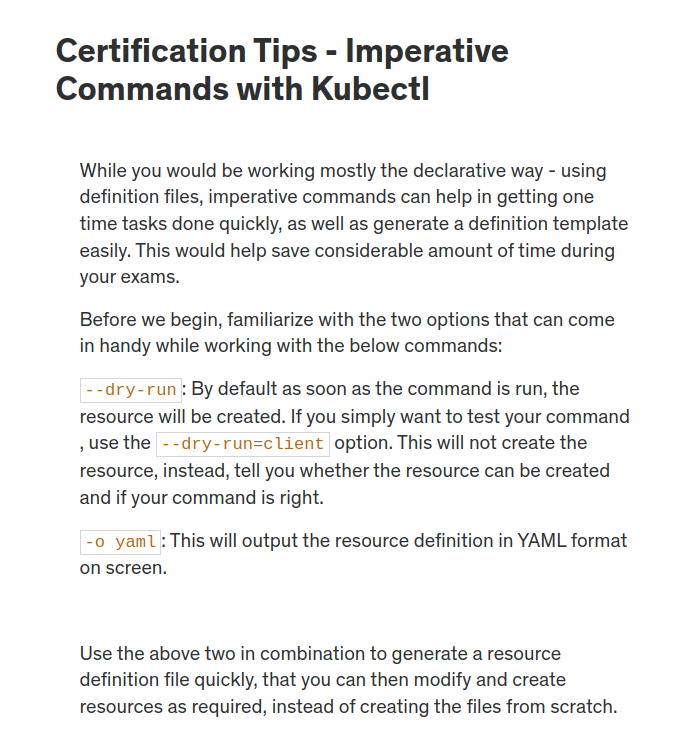 Certification Tips - Imperative
Commands with Kubectl
While you would be working mostly the declarative way - using
definition files, imperative commands can help in getting one
time tasks done quickly, as well as generate a definition template
easily. This would help save considerable amount of time during
your exams.
Before we begin, familiarize with the two options that can come
in handy while working with the below commands:
--dry-run: By default as soon as the command is run, the
resource will be created. If you simply want to test your command
, use the --dry-run=client option. This will not create the
resource, instead, tell you whether the resource can be created
and if your command is right.
-o yaml: This will output the resource definition in YAML format
on screen.
Use the above two in combination to generate a resource
definition file quickly, that you can then modify and create
resources as required, instead of creating the files from scratch.